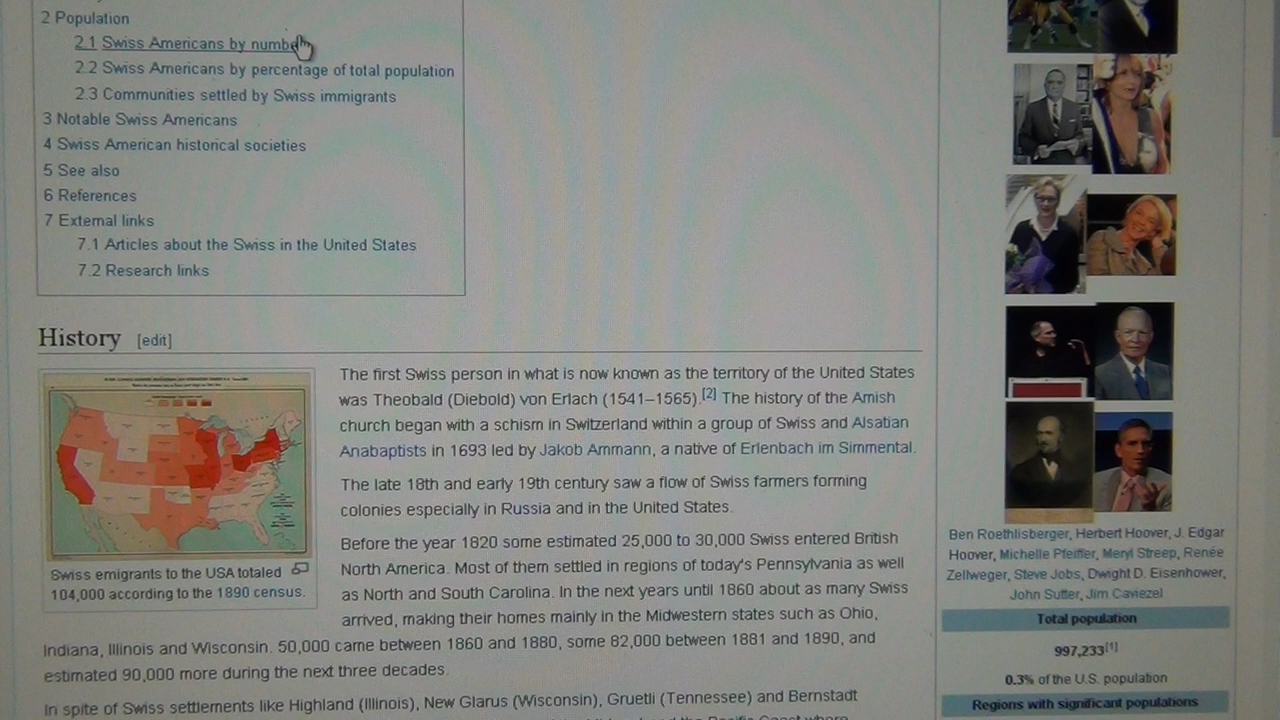 2 Population
2.1 Swiss Americans by numbe
2.2 Swiss Americans by percentage of total population
2.3 Communities settled by Swiss immigrants
3 Notable Swiss Americans
4 Swiss American historical societies
5 See also
6 References
7 External links
7.1 Articles about the Swiss in the United States
7.2 Research links
History [edit]
Swiss emigrants to the USA totaled
104,000 according to the 1890 census.
The first Swiss person in what is now known as the territory of the United States
was Theobald (Diebold) von Erlach (1541–1565).[2] The history of the Amish
church began with a schism in Switzerland within a group of Swiss and Alsatian
Anabaptists in 1693 led by Jakob Ammann, a native of Erlenbach im Simmental.
The late 18th and early 19th century saw a flow of Swiss farmers forming
colonies especially in Russia and in the United States.
Before the year 1820 some estimated 25,000 to 30,000 Swiss entered British
North America. Most of them settled in regions of today's Pennsylvania as well
as North and South Carolina. In the next years until 1860 about as many Swiss
arrived, making their homes mainly in the Midwestern states such as Ohio,
Indiana, Illinois and Wisconsin. 50,000 came between 1860 and 1880, some 82,000 between 1881 and 1890, and
estimated 90,000 more during the next three decades.
In spite of Swiss settlements like Highland (Illinois), New Glarus (Wisconsin), Gruetli (Tennessee) and Bernstadt
Ben Roethlisberger, Herbert Hoover, J. Edgar
Hoover, Michelle Pfeiffer, Meryl Streep, Renée
Zellweger, Steve Jobs, Dwight D. Eisenhower,
John Sutter, Jim Caviezel
Total population
997,233[1]
0.3% of the U.S. population
Regions with significant populations